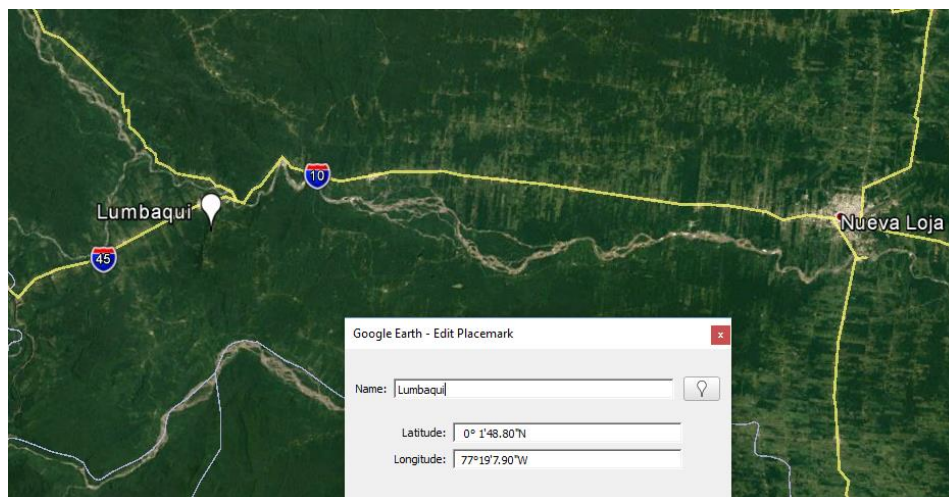 10
Lumbaqui
Nueva Loja
45
Google Earth - Edit Placemark
x
Name: Lumbaqui
Latitude: 0° 1'48.80"N
Longitude: 77°19'7.90"W